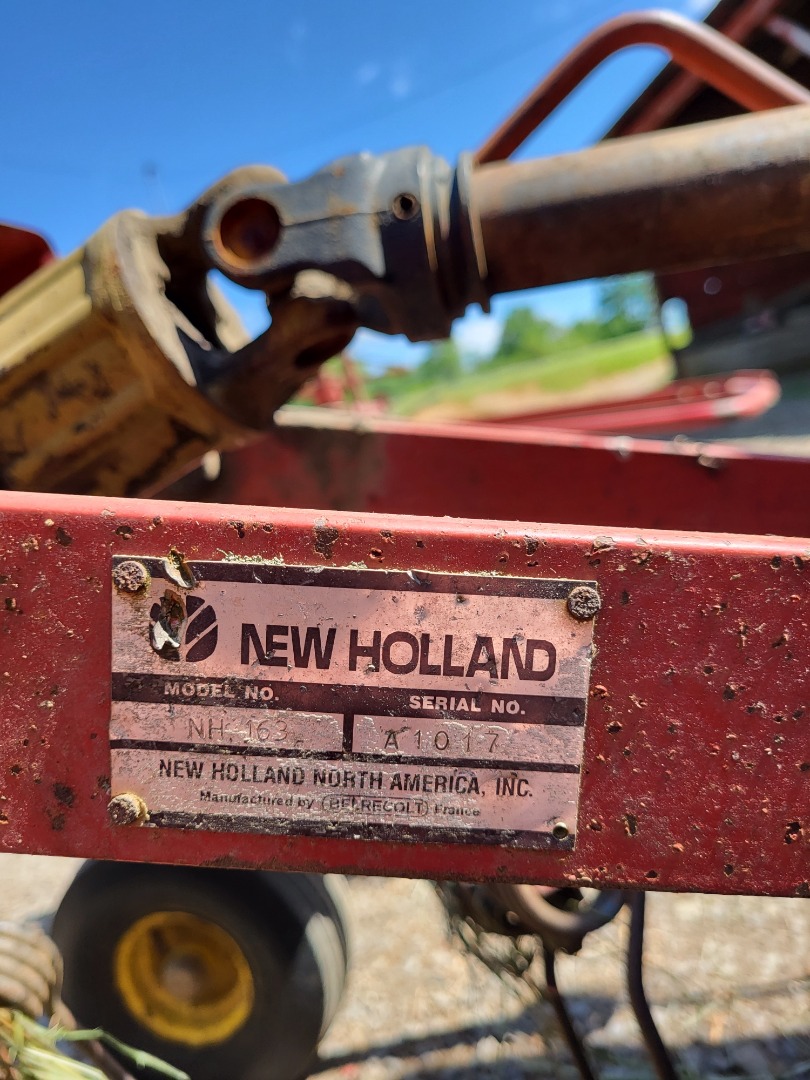 NEW HOLLAND
MODEL NO. SERIAL NO.
NH 163 A1017
NEW HOLLAND NORTH AMERICA, INC.
Manufactured by (BELRECOLT) France